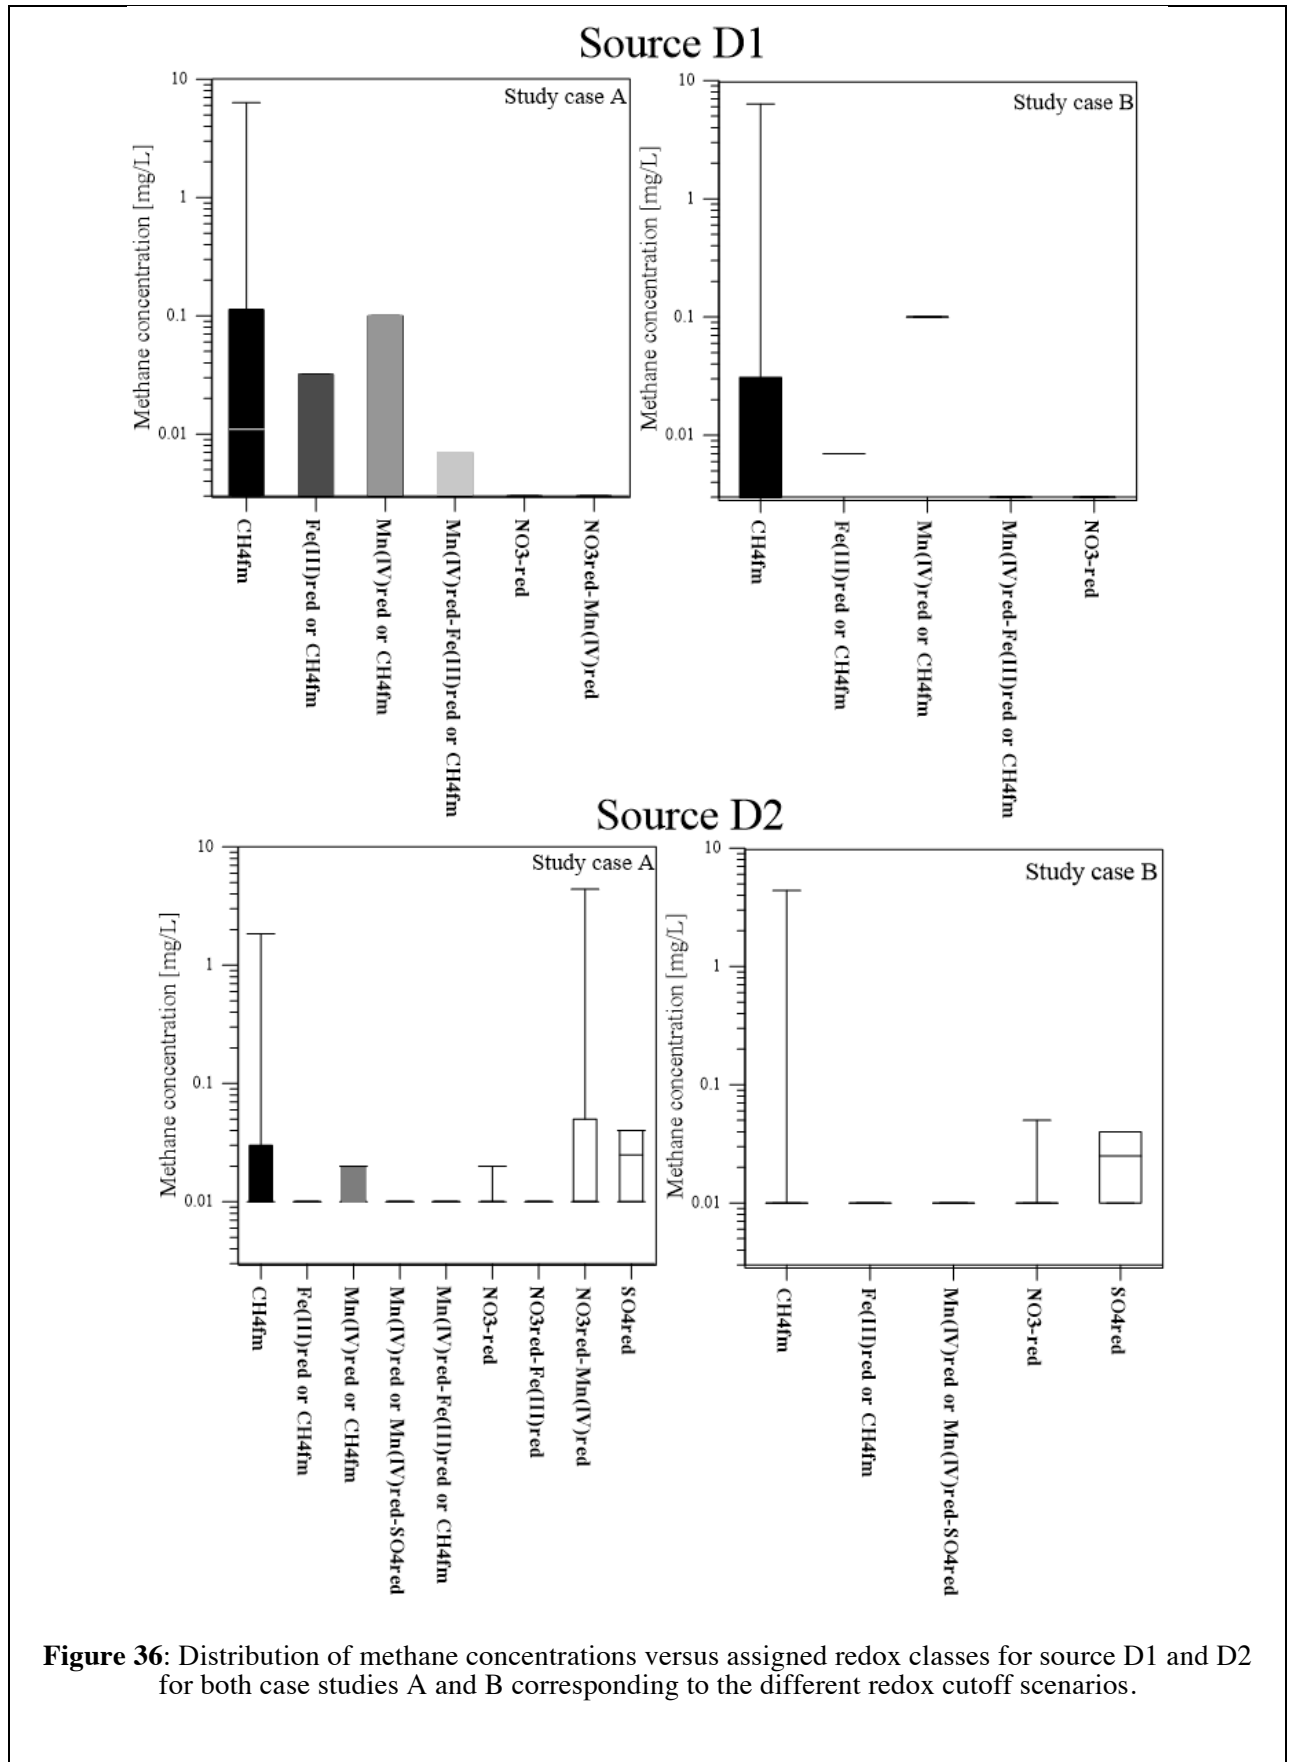 Source D1
Study case A
Methane concentration [mg/L]
10
1
0.1
0.01
CH4fm
Fe(III)red or CH4fm
Mn(IV)red or CH4fm
Mn(IV)red-Fe(III)red or CH4fm
NO3-red
NO3red-Mn(IV)red
Study case B
Methane concentration [mg/L]
10
1
0.1
0.01
CH4fm
Fe(III)red or CH4fm
Mn(IV)red or CH4fm
Mn(IV)red-Fe(III)red or CH4fm
NO3-red
Source D2
Study case A
Methane concentration [mg/L]
10
1
0.1
0.01
CH4fm
Fe(III)red or CH4fm
Mn(IV)red or CH4fm
Mn(IV)red or Mn(IV)red-SO4red
Mn(IV)red-Fe(III)red or CH4fm
NO3-red
NO3red-Fe(III)red
NO3red-Mn(IV)red
SO4red
Study case B
Methane concentration [mg/L]
10
1
0.1
0.01
CH4fm
Fe(III)red or CH4fm
Mn(IV)red or Mn(IV)red-SO4red
NO3-red
SO4red
Figure 36: Distribution of methane concentrations versus assigned redox classes for source D1 and D2
for both case studies A and B corresponding to the different redox cutoff scenarios.